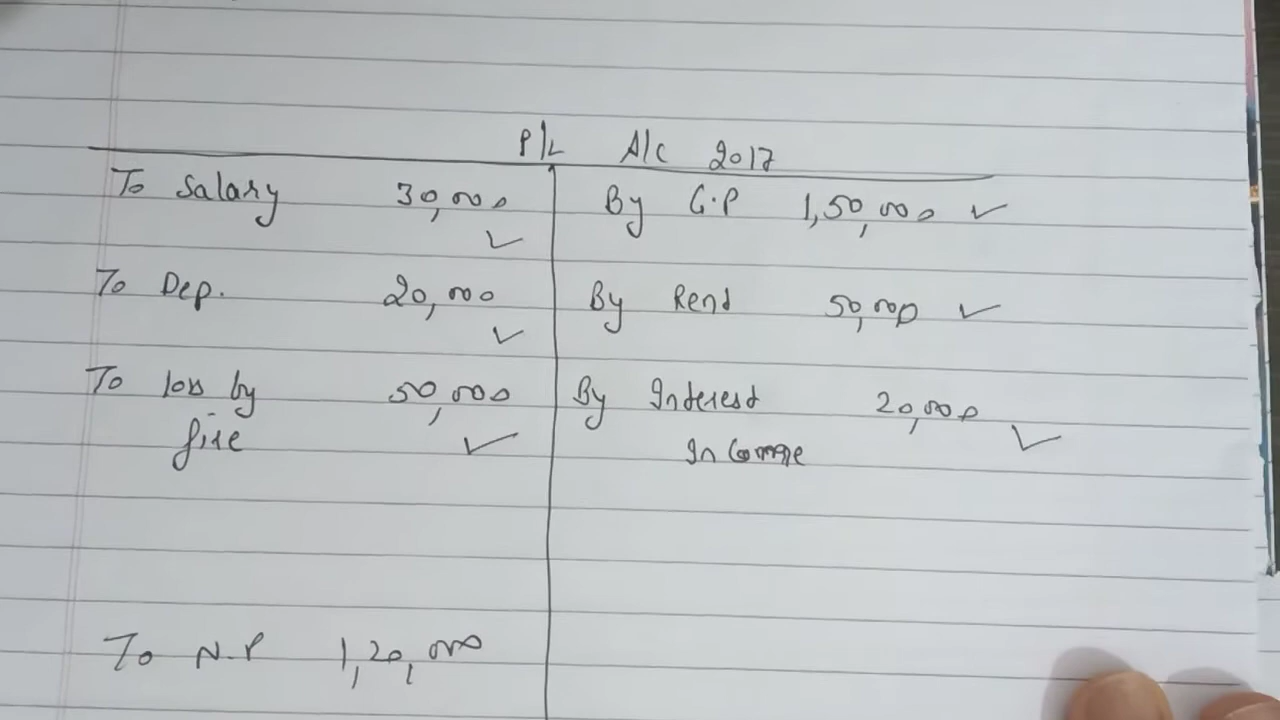 P/L A/C 2017
To Salary 30,000 By G.P 1,50,000
To Dep. 20,000 By Rent 50,000
To loss by 50,000 By Interest 20,000
fire Income
To N.P 1,20,000